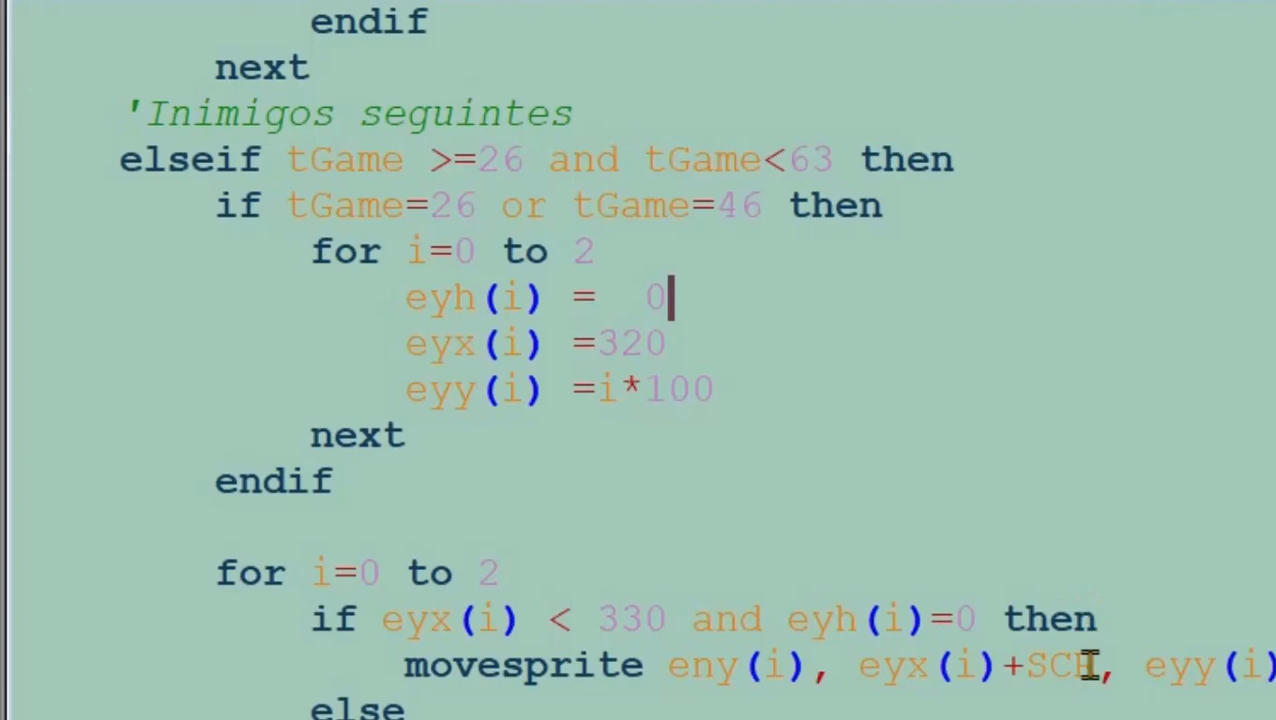 endif
next
'Inimigos seguintes
elseif tGame >=26 and tGame<63 then
if tGame=26 or tGame=46 then
for i=0 to 2
eyh(i) =  0
eyx(i) =320
eyy(i) =i*100
next
endif
for i=0 to 2
if eyx(i) < 330 and eyh(i)=0 then
movesprite eny(i), eyx(i)+ , eyy(i)
else